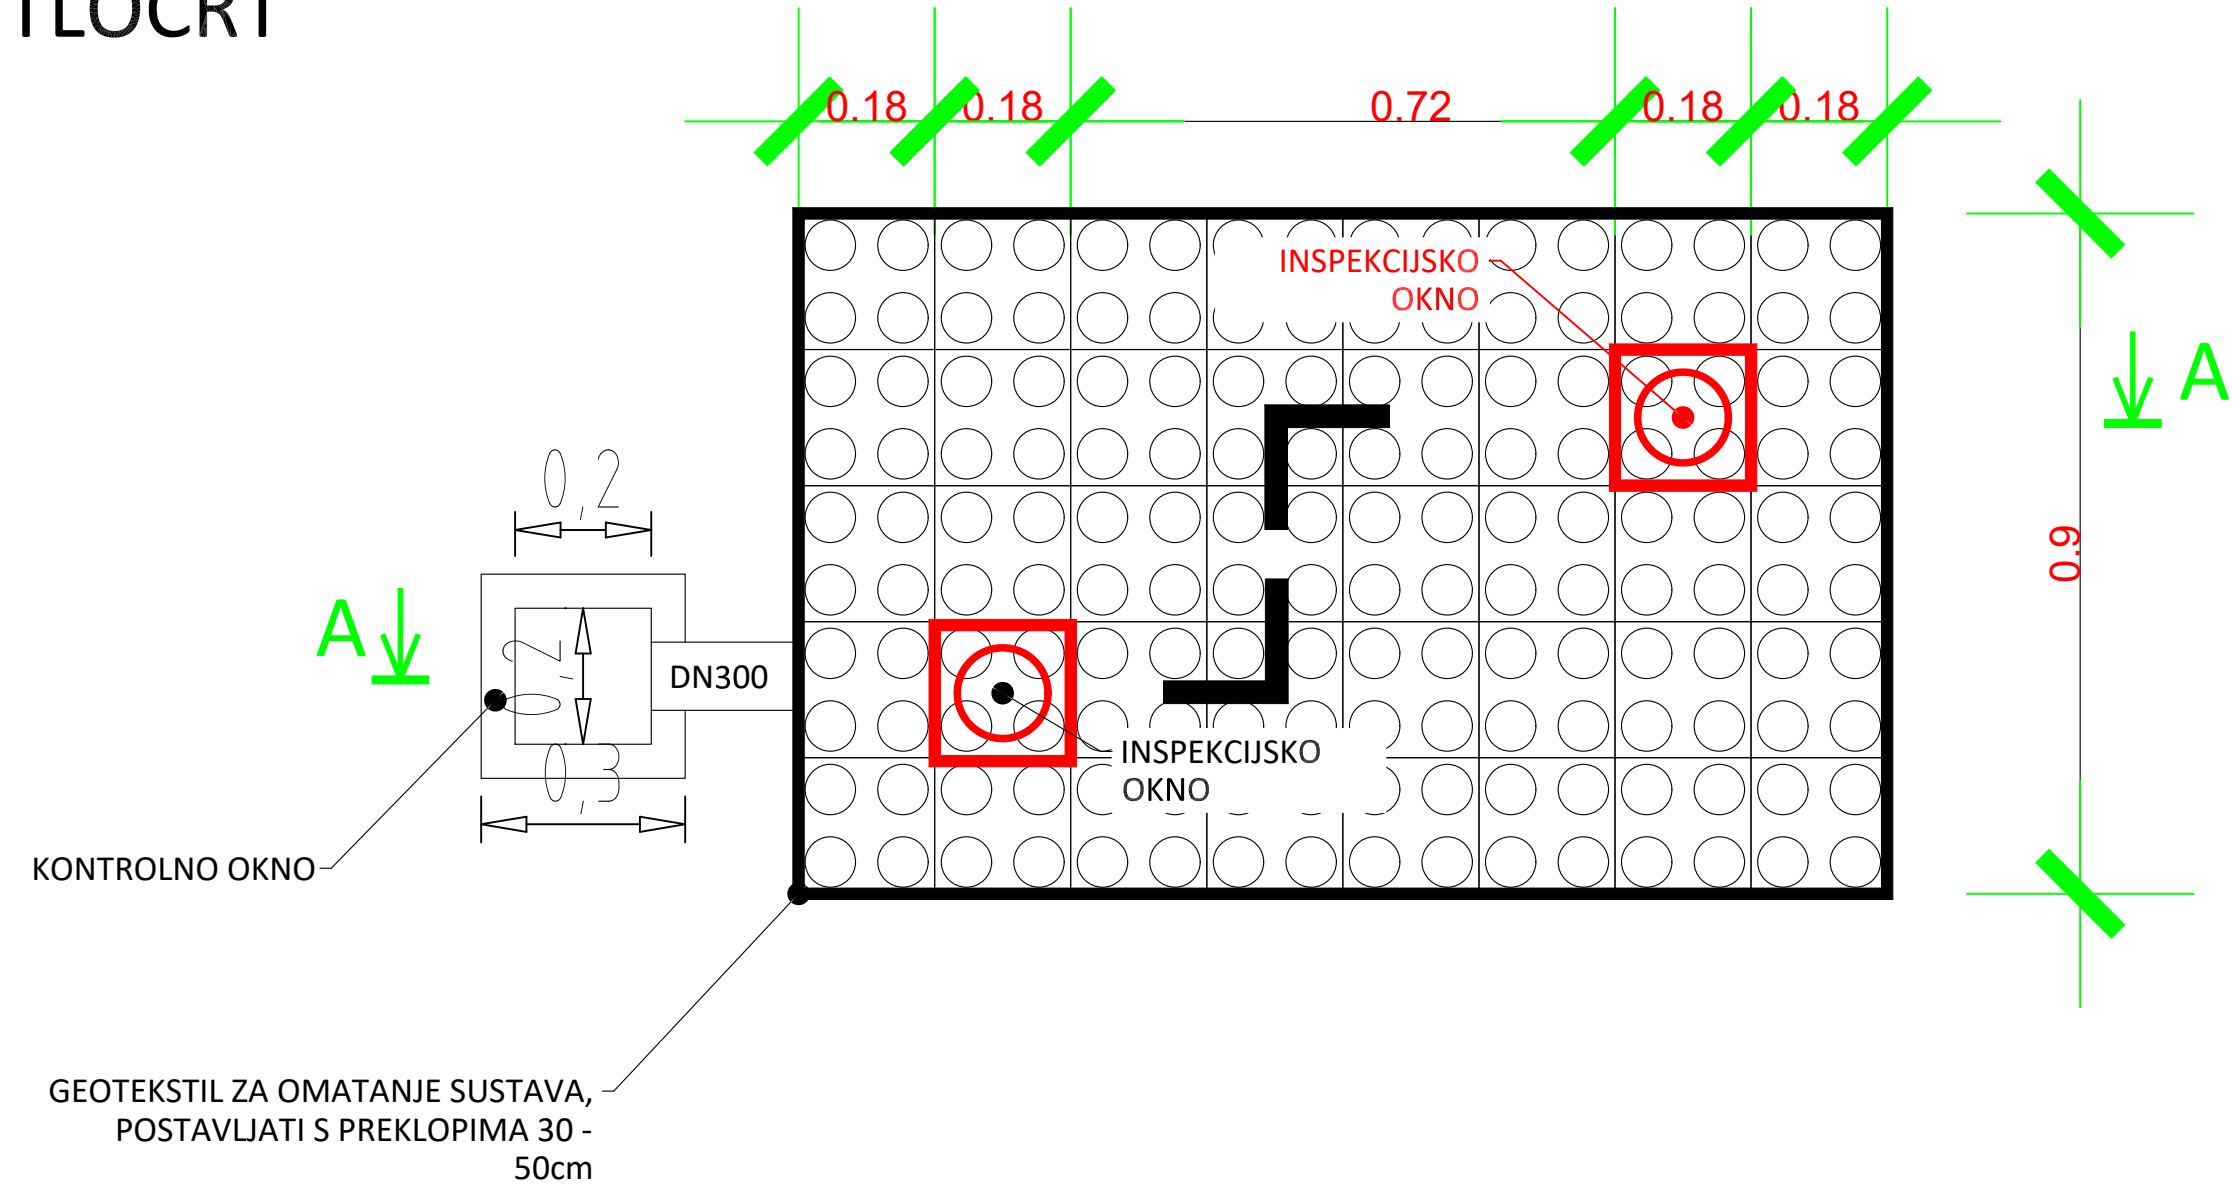 TLOCRT
0.18
0.18
0.72
0.18
0.18
INSPEKCIJSKO
OKNO
A
0,2
0.9
A
0,2
DN300
INSPEKCIJSKO
OKNO
0,3
KONTROLNO OKNO
GEOTEKSTIL ZA OMATANJE SUSTAVA,
POSTAVLJATI S PREKLOPIMA 30 -
50cm